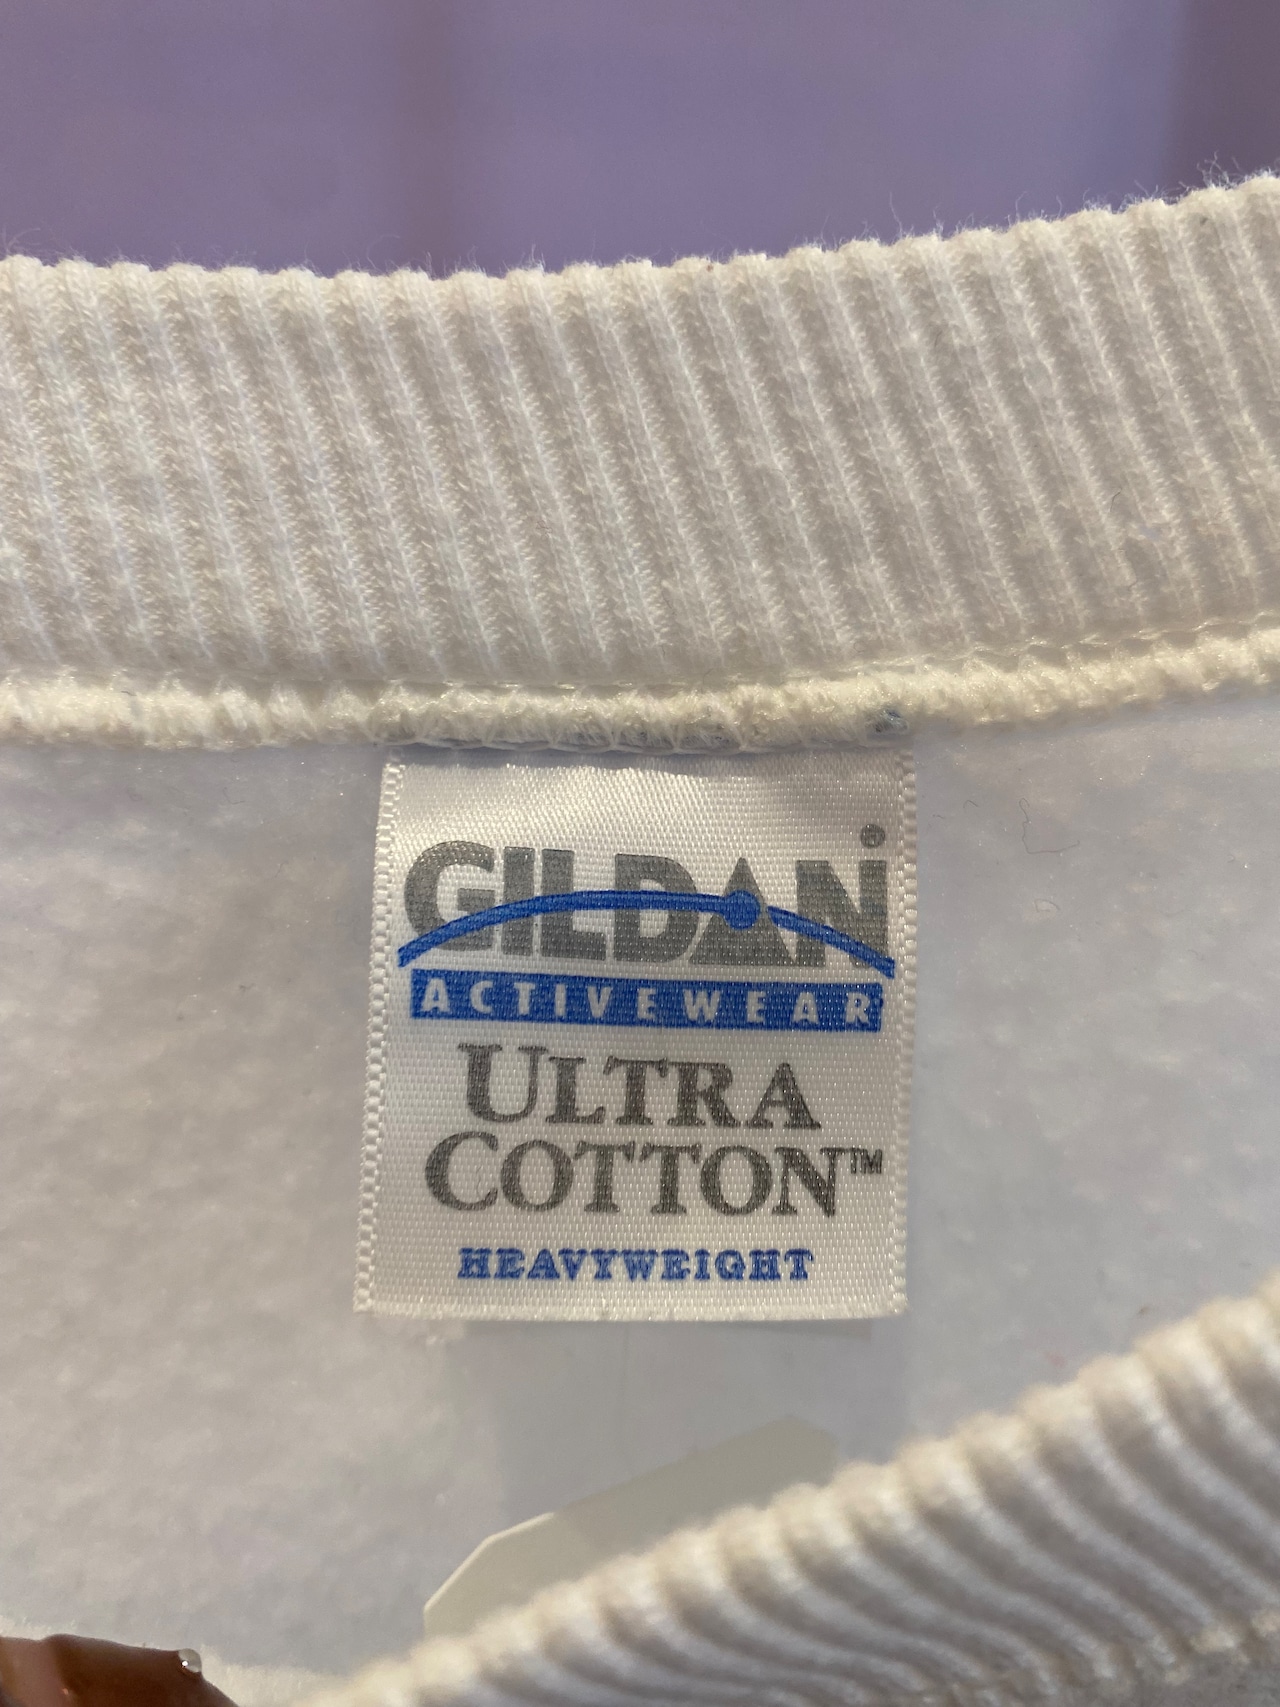 GILDAN®
ACTIVEWEAR
ULTRA
COTTON™
HEAVYWEIGHT